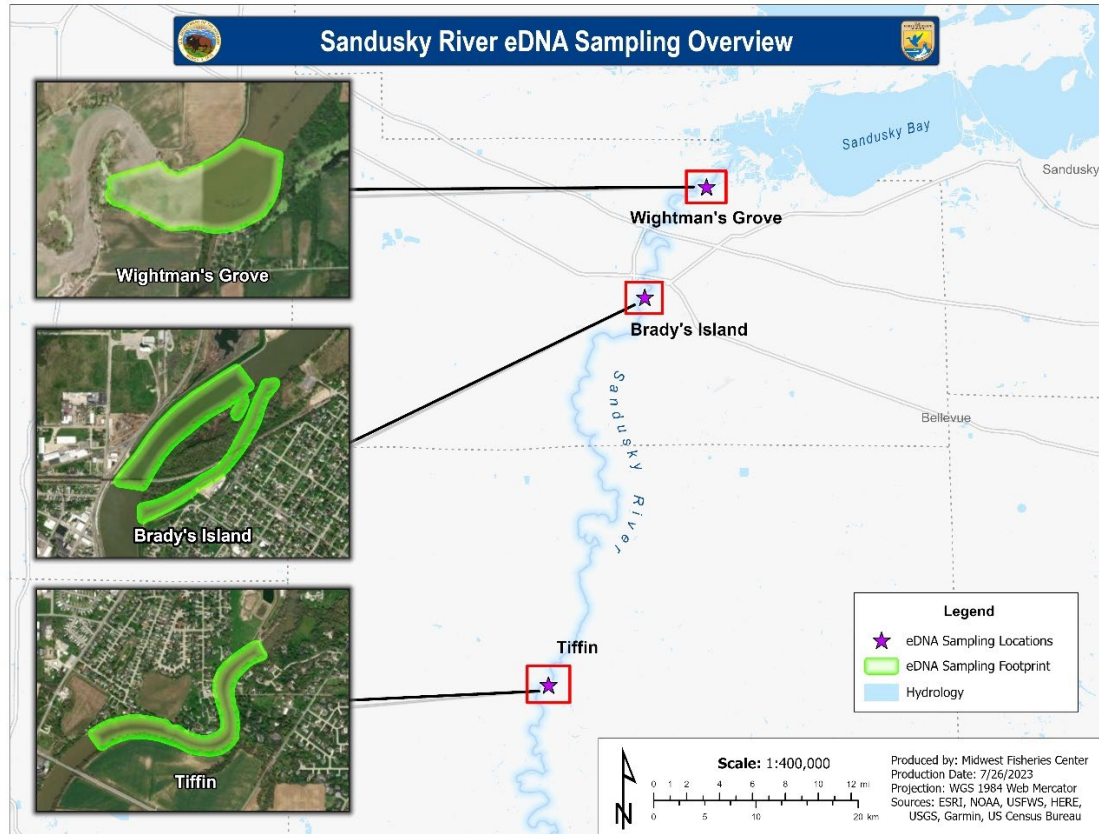 Sandusky River eDNA Sampling Overview
Sandusky Bay
Sandusky
Wightman's Grove
Wightman's Grove
Brady's Island
Brady's Island
Sandusky River
Bellevue
Tiffin
Tiffin
Legend
eDNA Sampling Locations
eDNA Sampling Footprint
Hydrology
N
Scale: 1:400,000
0 2 4 6 8 10 12 mi
0 5 10 20 km
Produced by: Midwest Fisheries Center
Production Date: 7/26/2023
Projection: WGS 1984 Web Mercator
Sources: ESRI, NOAA, USFWS, HERE,
USGS, Garmin, US Census Bureau